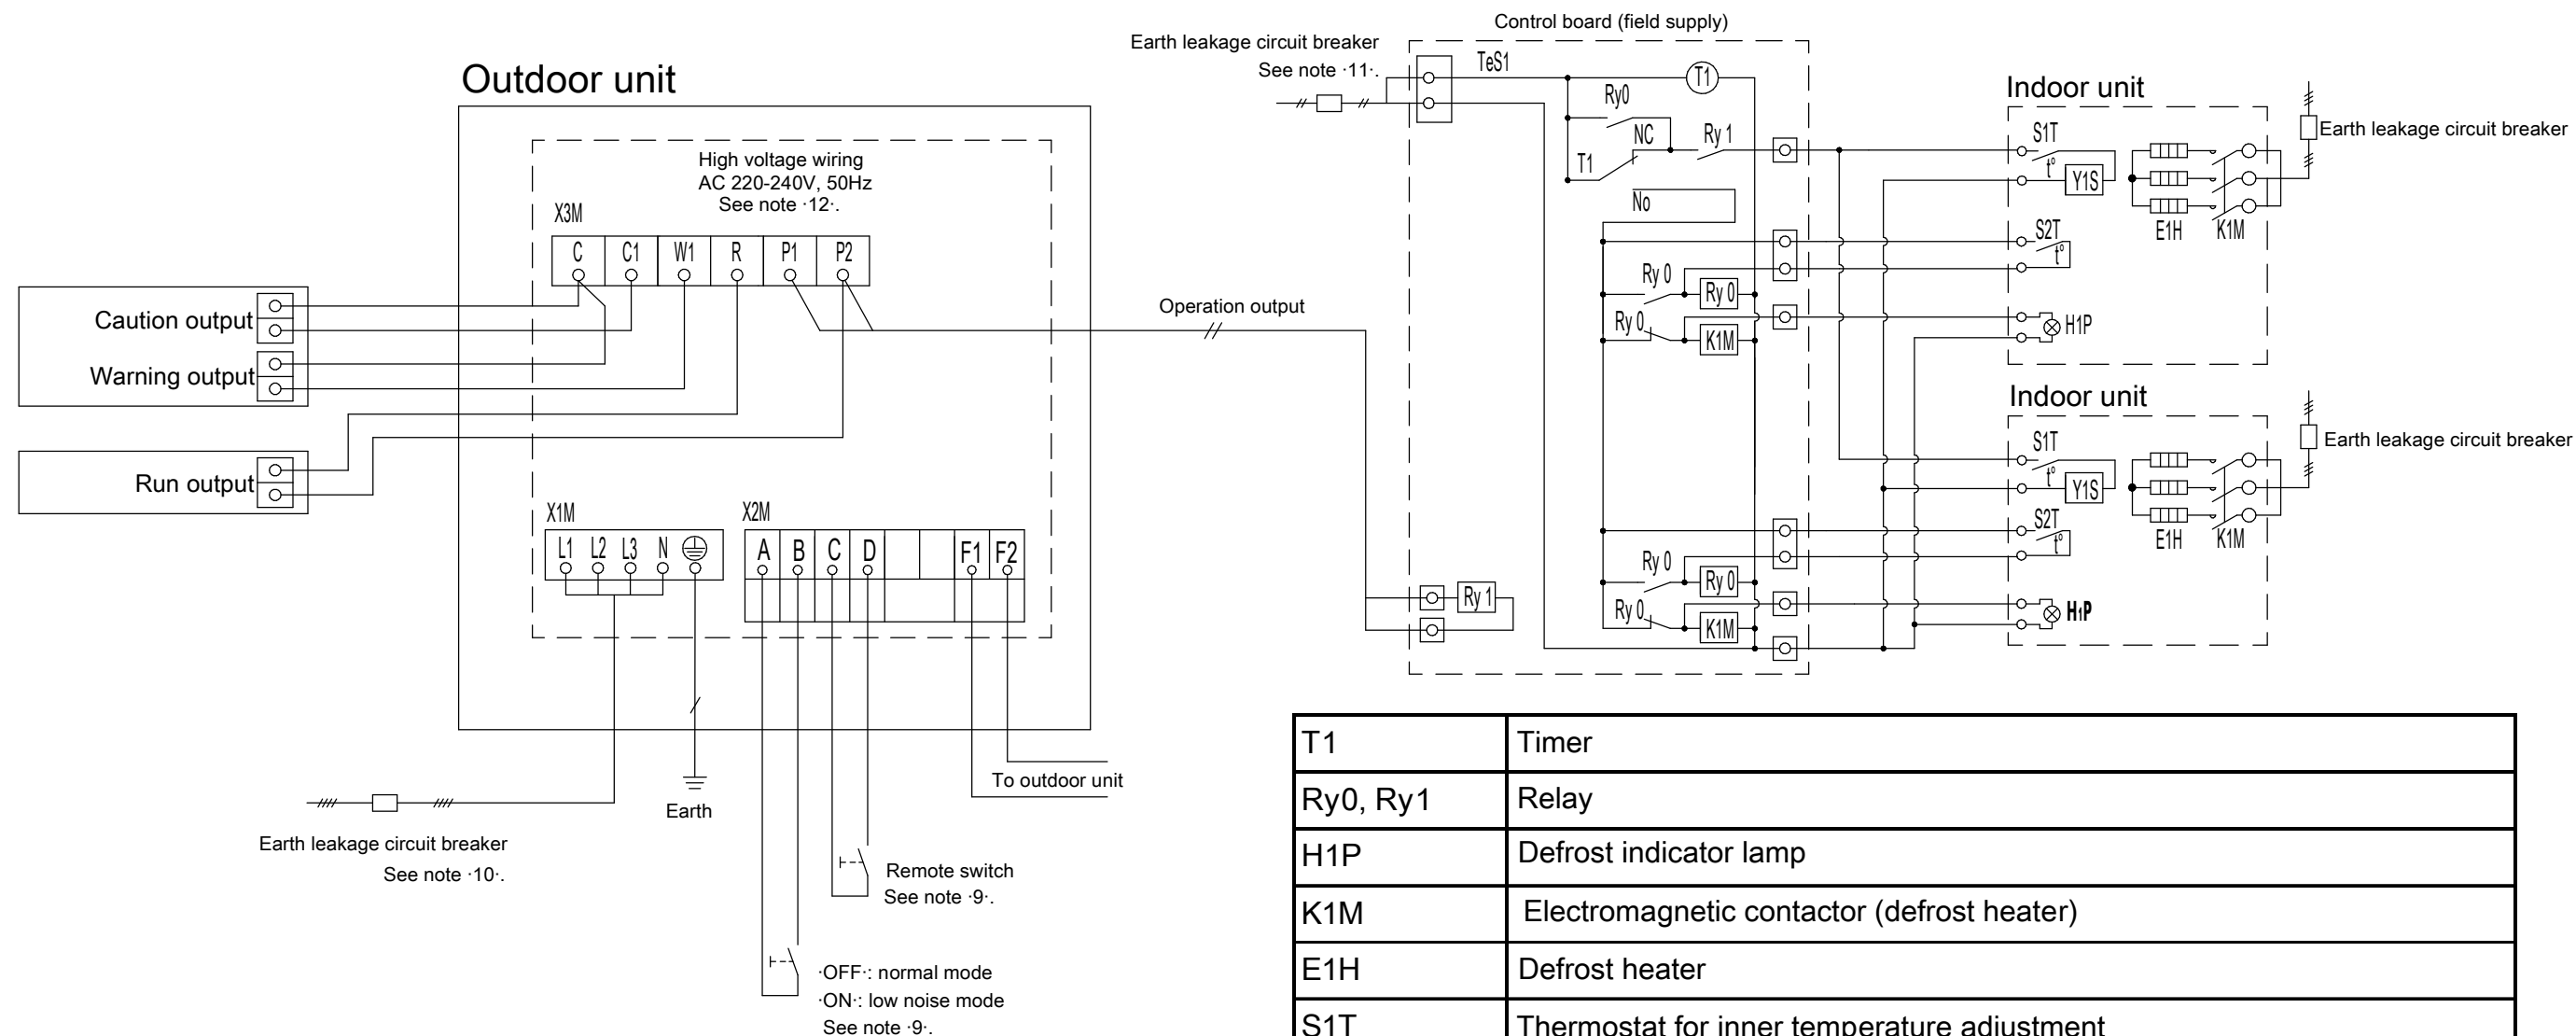 Control board (field supply)
Earth leakage circuit breaker
See note ·11·.
Outdoor unit
TeS1
T1
Ry0
NC
Ry 1
T1
No
Ry 0
Ry 0
Ry 0
K1M
Ry 0
Ry 0
Ry 0
K1M
Ry 1
Indoor unit
S1T
t°
Y1S
E1H
K1M
S2T
t°
H1P
Earth leakage circuit breaker
Indoor unit
S1T
t°
Y1S
E1H
K1M
S2T
t°
H1P
Earth leakage circuit breaker
High voltage wiring
AC 220-240V, 50Hz
See note ·12·.
X3M
C C1 W1 R P1 P2
Caution output
Warning output
Run output
Operation output
X1M
L1 L2 L3 N
X2M
A B C D F1 F2
To outdoor unit
Earth
Earth leakage circuit breaker
See note ·10·.
Remote switch
See note ·9·.
·OFF·: normal mode
·ON·: low noise mode
See note ·9·.
T1 Timer
Ry0, Ry1 Relay
H1P Defrost indicator lamp
K1M Electromagnetic contactor (defrost heater)
E1H Defrost heater
S1T Thermostat for inner temperature adjustment